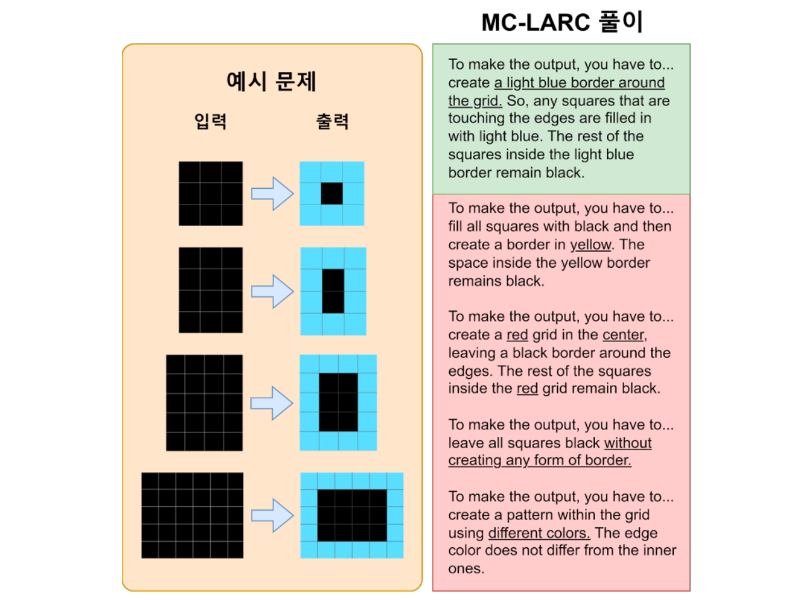 MC-LARC 풀이
예시 문제
입력
출력
To make the output, you have to...
create a light blue border around
the grid. So, any squares that are
touching the edges are filled in
with light blue. The rest of the
squares inside the light blue
border remain black.
To make the output, you have to...
fill all squares with black and then
create a border in yellow. The
space inside the yellow border
remains black.
To make the output, you have to...
create a red grid in the center,
leaving a black border around the
edges. The rest of the squares
inside the red grid remain black.
To make the output, you have to...
leave all squares black without
creating any form of border.
To make the output, you have to...
create a pattern within the grid
using different colors. The edge
color does not differ from the inner
ones.